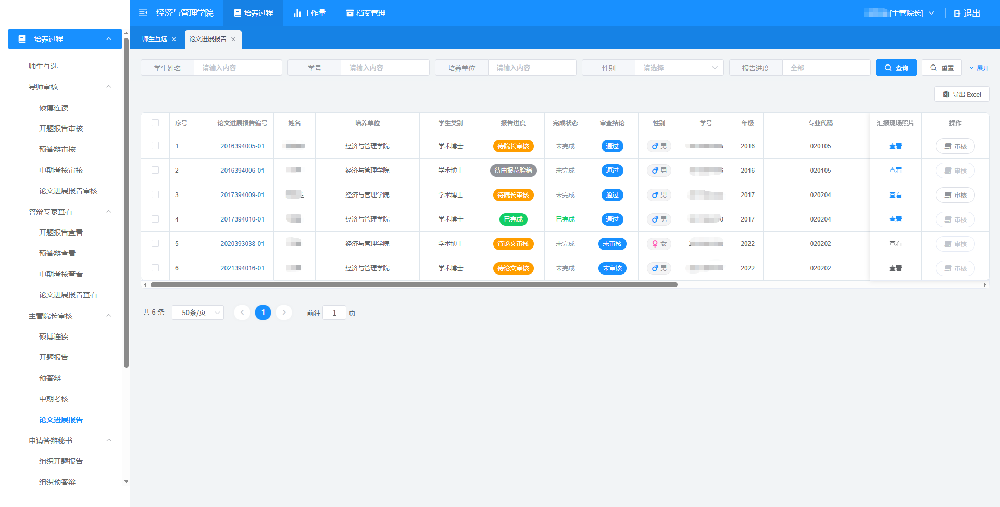 经济与管理学院
培养过程
工作量
档案管理
[主管院长]
退出
师生互选
论文进展报告
培养过程
师生互选
导师审核
硕博连读
开题报告审核
预答辩审核
中期考核审核
论文进展报告审核
答辩专家查看
开题报告查看
预答辩查看
中期考核查看
论文进展报告查看
主管院长审核
硕博连读
开题报告
预答辩
中期考核
论文进展报告
申请答辩秘书
组织开题报告
组织预答辩
学生姓名 请输入内容 学号 请输入内容 培养单位 请输入内容 性别 请选择 报告进度 全部 查询 重置 展开
导出 Excel
序号 论文进展报告编号 姓名 培养单位 学生类别 报告进度 完成状态 审查结论 性别 学号 年级 专业代码 汇报现场照片 操作
1 2016394005-01 经济与管理学院 学术博士 待院长审核 未完成 通过 男 5 2016 020105 查看 审核
2 2016394006-01 经济与管理学院 学术博士 待申报花脸稿 未完成 通过 男 2016 020105 查看 审核
3 2017394009-01 经济与管理学院 学术博士 待院长审核 未完成 通过 男 2017 020204 查看 审核
4 2017394010-01 经济与管理学院 学术博士 已完成 已完成 通过 男 0 2017 020204 查看 审核
5 2020393038-01 经济与管理学院 学术博士 待论文审核 未完成 未审核 女 2022 020202 查看 审核
6 2021394016-01 经济与管理学院 学术博士 待论文审核 未完成 未审核 男 2022 020202 查看 审核
共 6 条 50条/页 1 前往 1 页